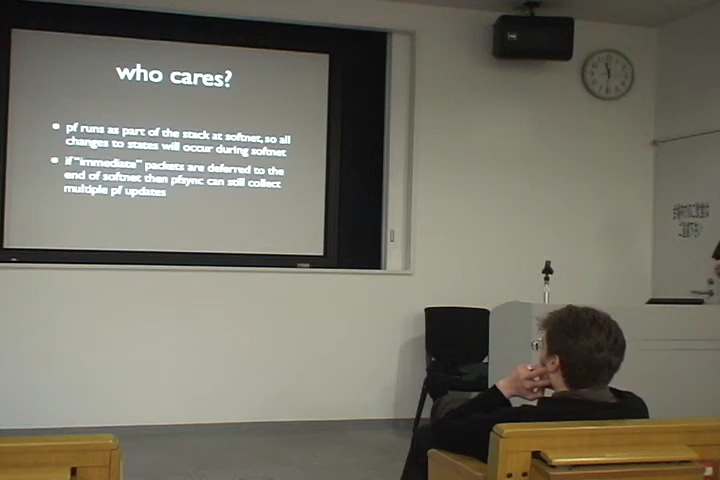 who cares?
pf runs as part of the stack at softnet, so all
changes to states will occur during softnet
if "immediate" packets are deferred to the
end of softnet then pfsync can still collect
multiple pf updates